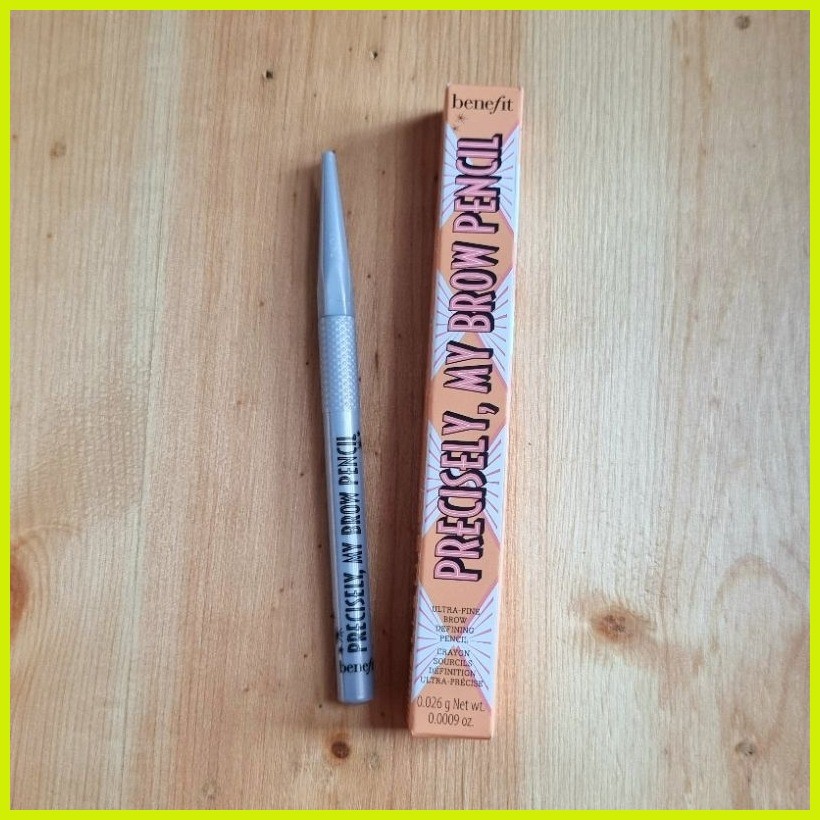 benefit
PRECISELY, MY BROW PENCIL
ULTRA-FINE
BROW
DEFINING
PENCIL
CRAYON
SOURCILS
DÉFINITION
ULTRA-PRÉCISE
0.026 g Net wt.
0.0009 oz.
PRECISELY, MY BROW PENCIL
benefit